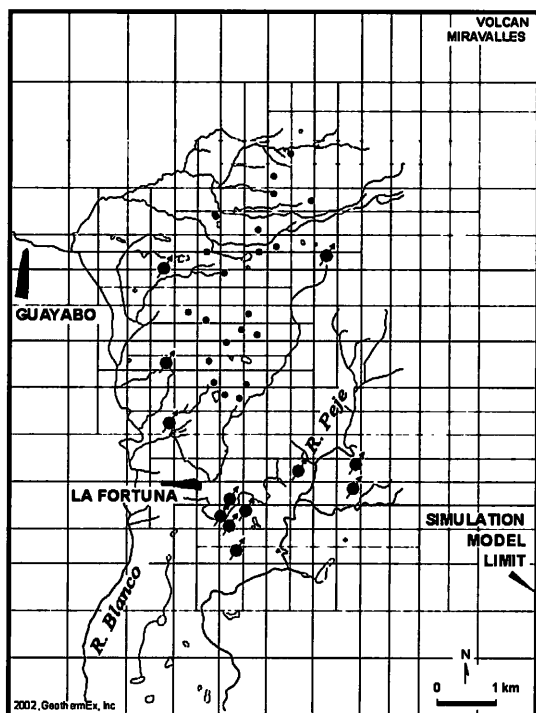 VOLCAN
MIRAVALLES
GUAYABO
R. Peje
LA FORTUNA
SIMULATION
MODEL
LIMIT
R. Blanco
N
0 1 km
2002, GeothermEx, Inc